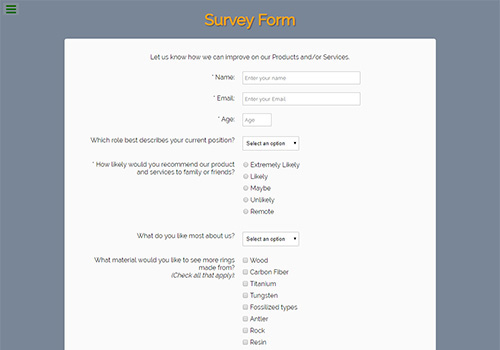 Survey Form
Let us know how we can improve on our Products and/or Services.
* Name: Enter your name
* Email: Enter your Email
* Age: Age
Which role best describes your current position? Select an option
* How likely would you recommend our product
and services to family or friends?
Extremely Likely
Likely
Maybe
Unlikely
Remote
What do you like most about us? Select an option
What material would you like to see more rings
made from?
(Check all that apply):
Wood
Carbon Fiber
Titanium
Tungsten
Fossilized types
Antler
Rock
Resin